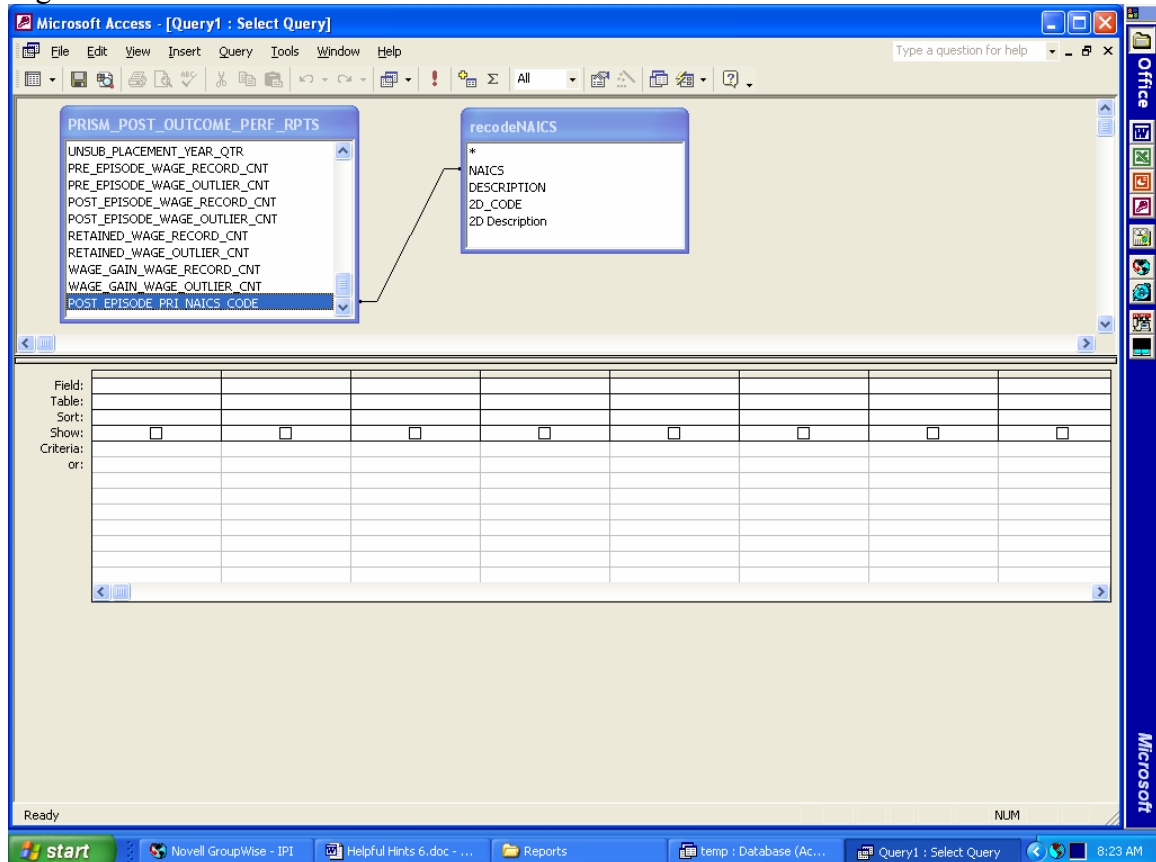 Microsoft Access - [Query1 : Select Query]
File Edit View Insert Query Tools Window Help
Type a question for help
All
PRISM_POST_OUTCOME_PERF_RPTS
UNSUB_PLACEMENT_YEAR_QTR
PRE_EPISODE_WAGE_RECORD_CNT
PRE_EPISODE_WAGE_OUTLIER_CNT
POST_EPISODE_WAGE_RECORD_CNT
POST_EPISODE_WAGE_OUTLIER_CNT
RETAINED_WAGE_RECORD_CNT
RETAINED_WAGE_OUTLIER_CNT
WAGE_GAIN_WAGE_RECORD_CNT
WAGE_GAIN_WAGE_OUTLIER_CNT
POST_EPISODE_PRI_NAICS_CODE
recodeNAICS
*
NAICS
DESCRIPTION
2D_CODE
2D Description
Field:
Table:
Sort:
Show:
Criteria:
or:
Office
Microsoft
Ready
NUM
start
Novell GroupWise - IPI
Helpful Hints 6.doc - ...
Reports
temp : Database (Ac...
Query1 : Select Query
8:23 AM